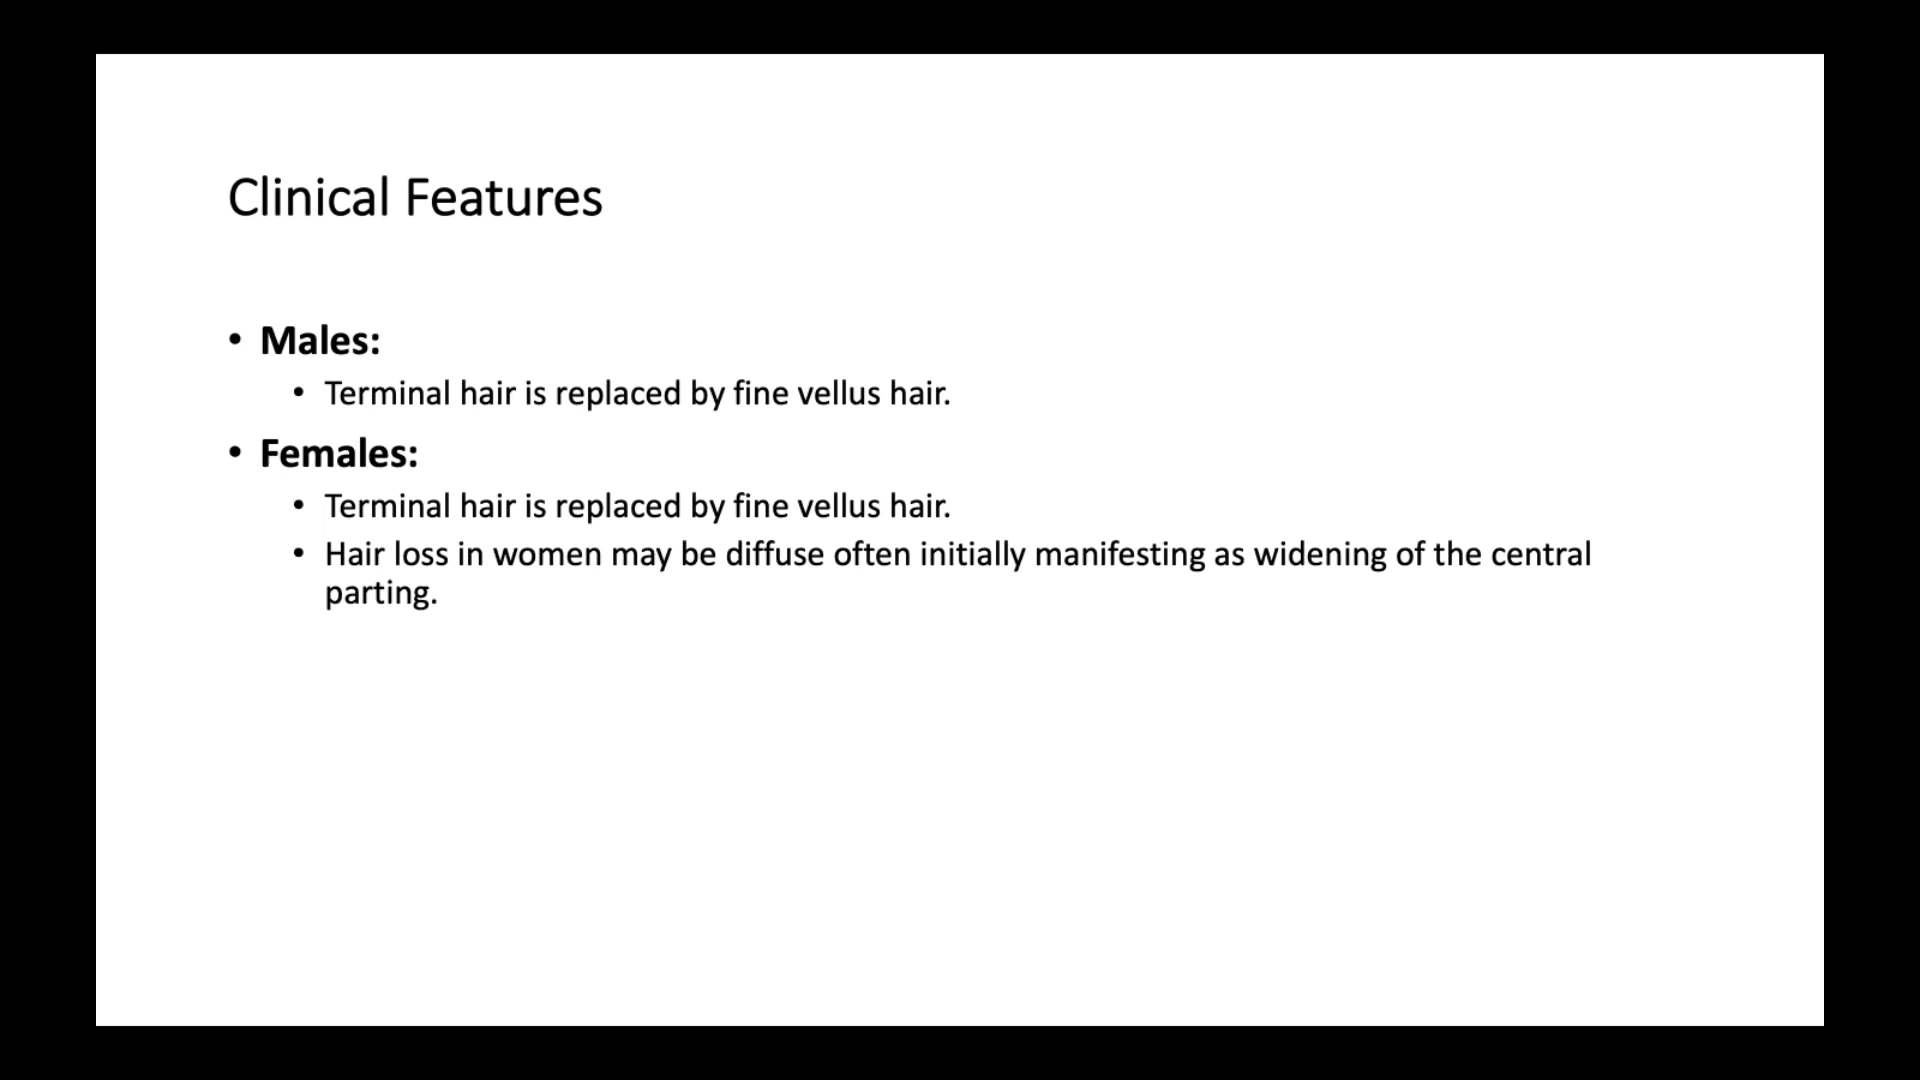 Clinical Features
• Males:
• Terminal hair is replaced by fine vellus hair.
• Females:
• Terminal hair is replaced by fine vellus hair.
• Hair loss in women may be diffuse often initially manifesting as widening of the central
parting.